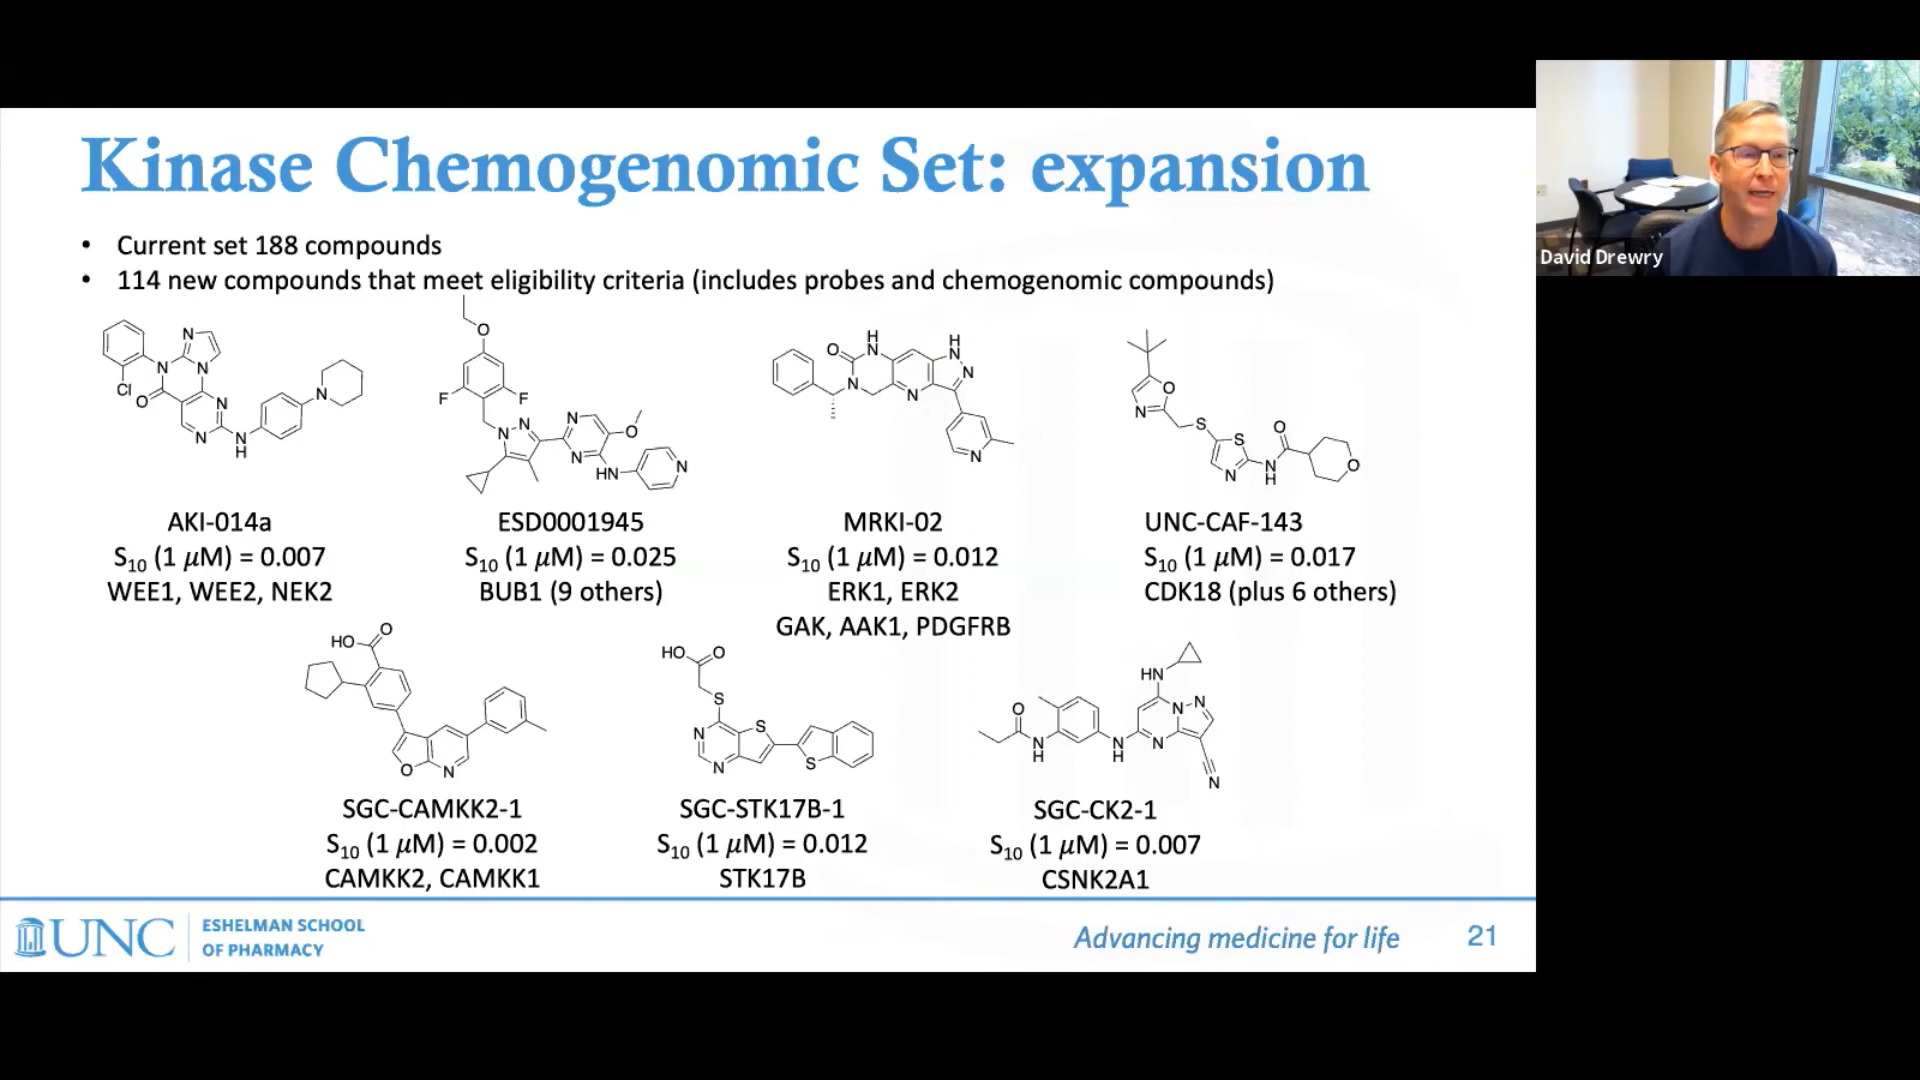 Kinase Chemogenomic Set: expansion
• Current set 188 compounds
• 114 new compounds that meet eligibility criteria (includes probes and chemogenomic compounds)
David Drewry
AKI-014a
S₁₀ (1 µM) = 0.007
WEE1, WEE2, NEK2
ESD0001945
S₁₀ (1 µM) = 0.025
BUB1 (9 others)
MRKI-02
S₁₀ (1 µM) = 0.012
ERK1, ERK2
GAK, AAK1, PDGFRB
UNC-CAF-143
S₁₀ (1 µM) = 0.017
CDK18 (plus 6 others)
SGC-CAMKK2-1
S₁₀ (1 µM) = 0.002
CAMKK2, CAMKK1
SGC-STK17B-1
S₁₀ (1 µM) = 0.012
STK17B
SGC-CK2-1
S₁₀ (1 µM) = 0.007
CSNK2A1
UNC
ESHELMAN SCHOOL
OF PHARMACY
Advancing medicine for life
21